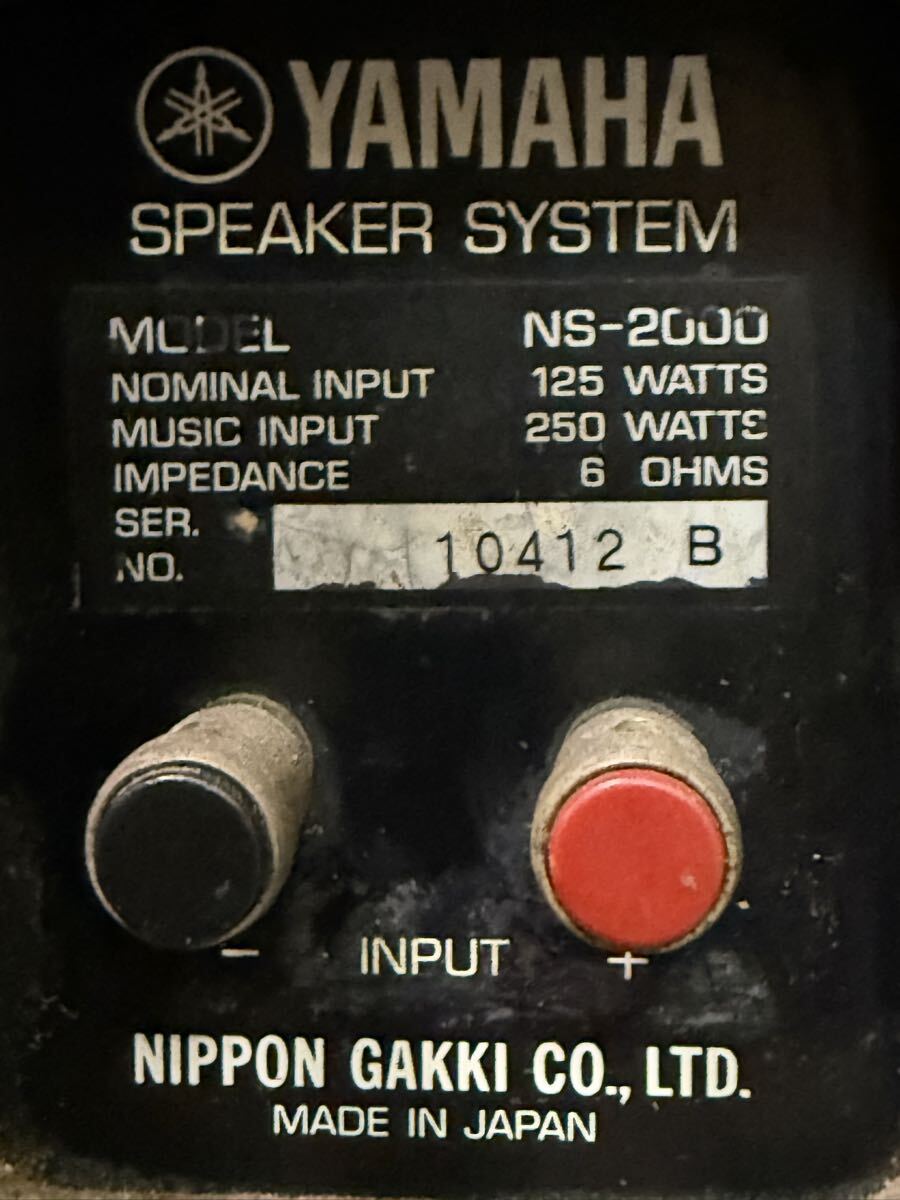 YAMAHA
SPEAKER SYSTEM
MODEL NS-2000
NOMINAL INPUT 125 WATTS
MUSIC INPUT 250 WATTS
IMPEDANCE 6 OHMS
SER.
NO. 10412 B
- INPUT +
NIPPON GAKKI CO., LTD.
MADE IN JAPAN